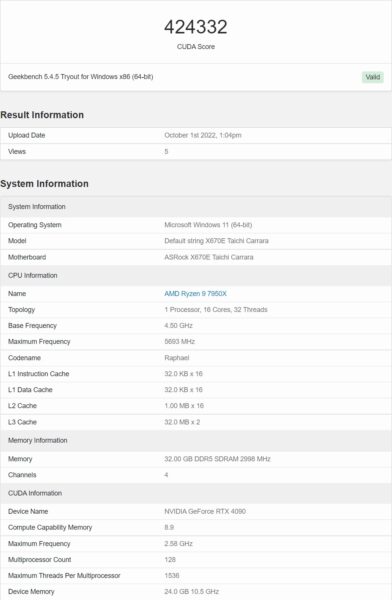 424332
CUDA Score
Geekbench 5.4.5 Tryout for Windows x86 (64-bit) Valid
Result Information
Upload Date October 1st 2022, 1:04pm
Views 5
System Information
System Information
Operating System Microsoft Windows 11 (64-bit)
Model Default string X670E Taichi Carrara
Motherboard ASRock X670E Taichi Carrara
CPU Information
Name AMD Ryzen 9 7950X
Topology 1 Processor, 16 Cores, 32 Threads
Base Frequency 4.50 GHz
Maximum Frequency 5693 MHz
Codename Raphael
L1 Instruction Cache 32.0 KB x 16
L1 Data Cache 32.0 KB x 16
L2 Cache 1.00 MB x 16
L3 Cache 32.0 MB x 2
Memory Information
Memory 32.00 GB DDR5 SDRAM 2998 MHz
Channels 4
CUDA Information
Device Name NVIDIA GeForce RTX 4090
Compute Capability Memory 8.9
Maximum Frequency 2.58 GHz
Multiprocessor Count 128
Maximum Threads Per Multiprocessor 1536
Device Memory 24.0 GB 10.5 GHz